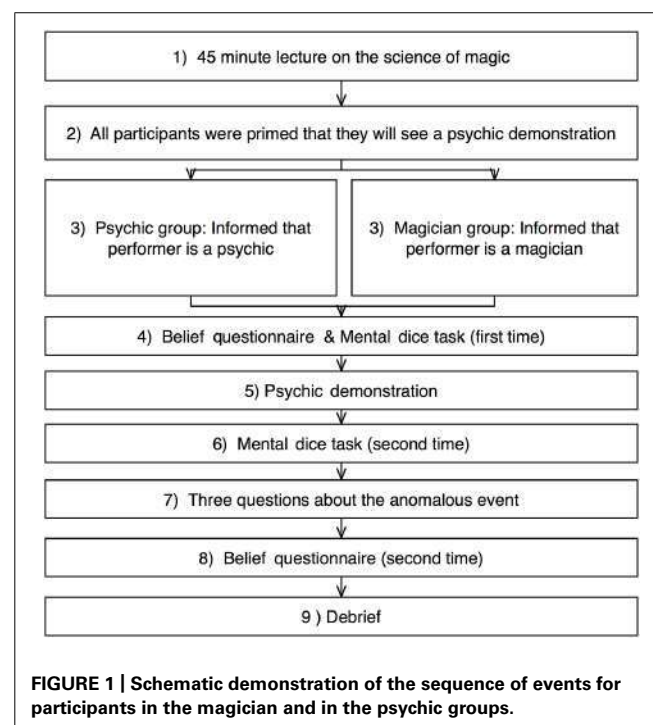 1) 45 minute lecture on the science of magic
2) All participants were primed that they will see a psychic demonstration
3) Psychic group: Informed that
performer is a psychic
3) Magician group: Informed that
performer is a magician
4) Belief questionnaire & Mental dice task (first time)
5) Psychic demonstration
6) Mental dice task (second time)
7) Three questions about the anomalous event
8) Belief questionnaire (second time)
9 ) Debrief
FIGURE 1 | Schematic demonstration of the sequence of events for
participants in the magician and in the psychic groups.